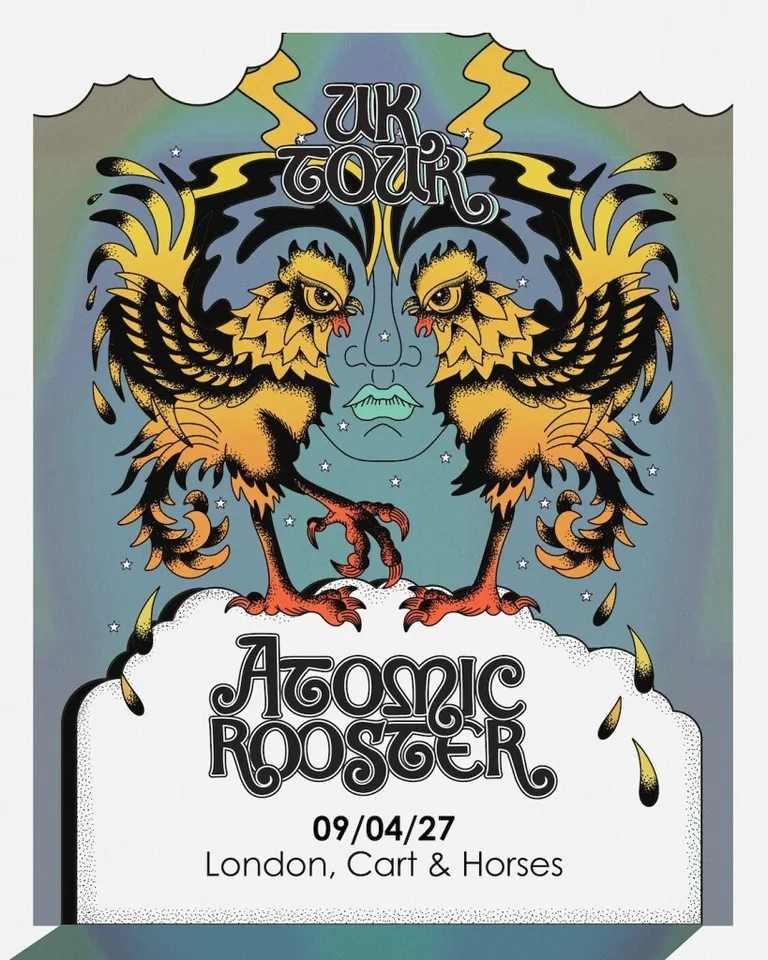 UK
TOUR
ATOMIC
ROOSTER
09/04/27
London, Cart & Horses